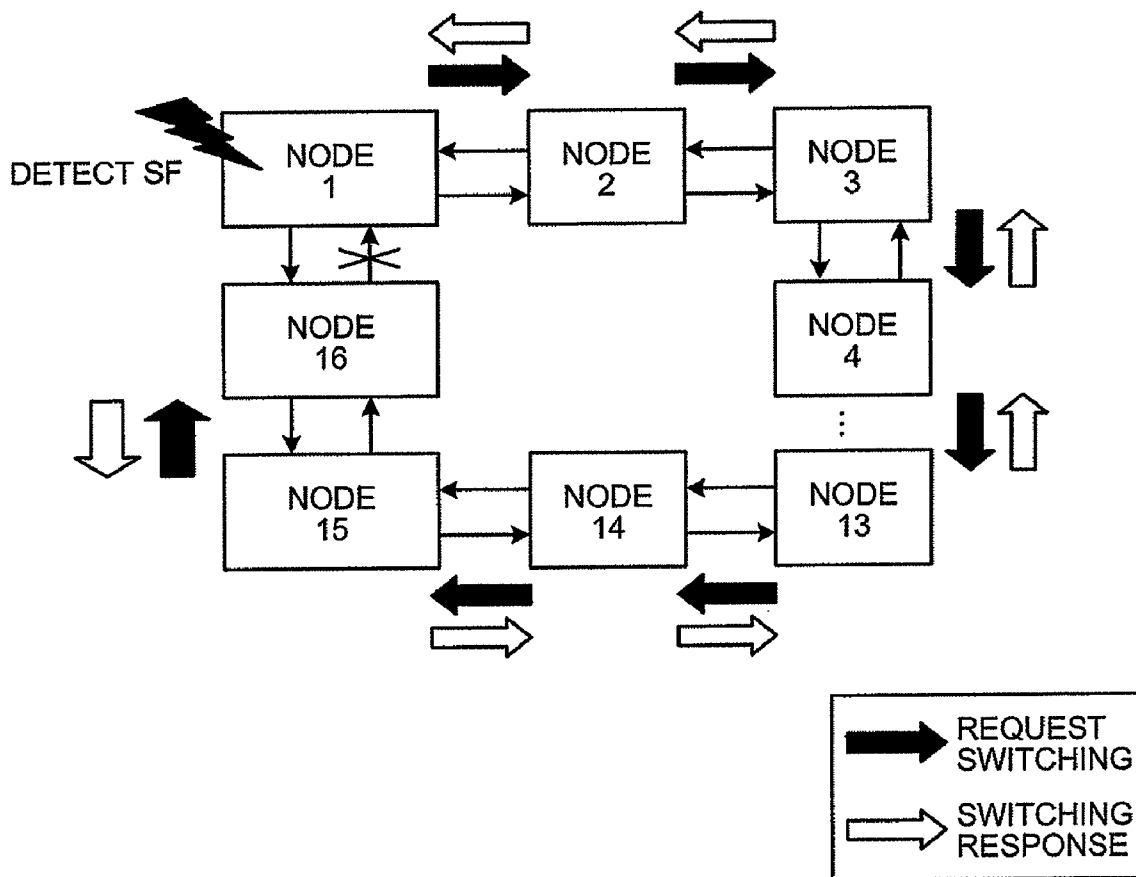 DETECT SF
NODE
1
NODE
2
NODE
3
NODE
16
NODE
4
⋮
NODE
15
NODE
14
NODE
13
REQUEST
SWITCHING
SWITCHING
RESPONSE